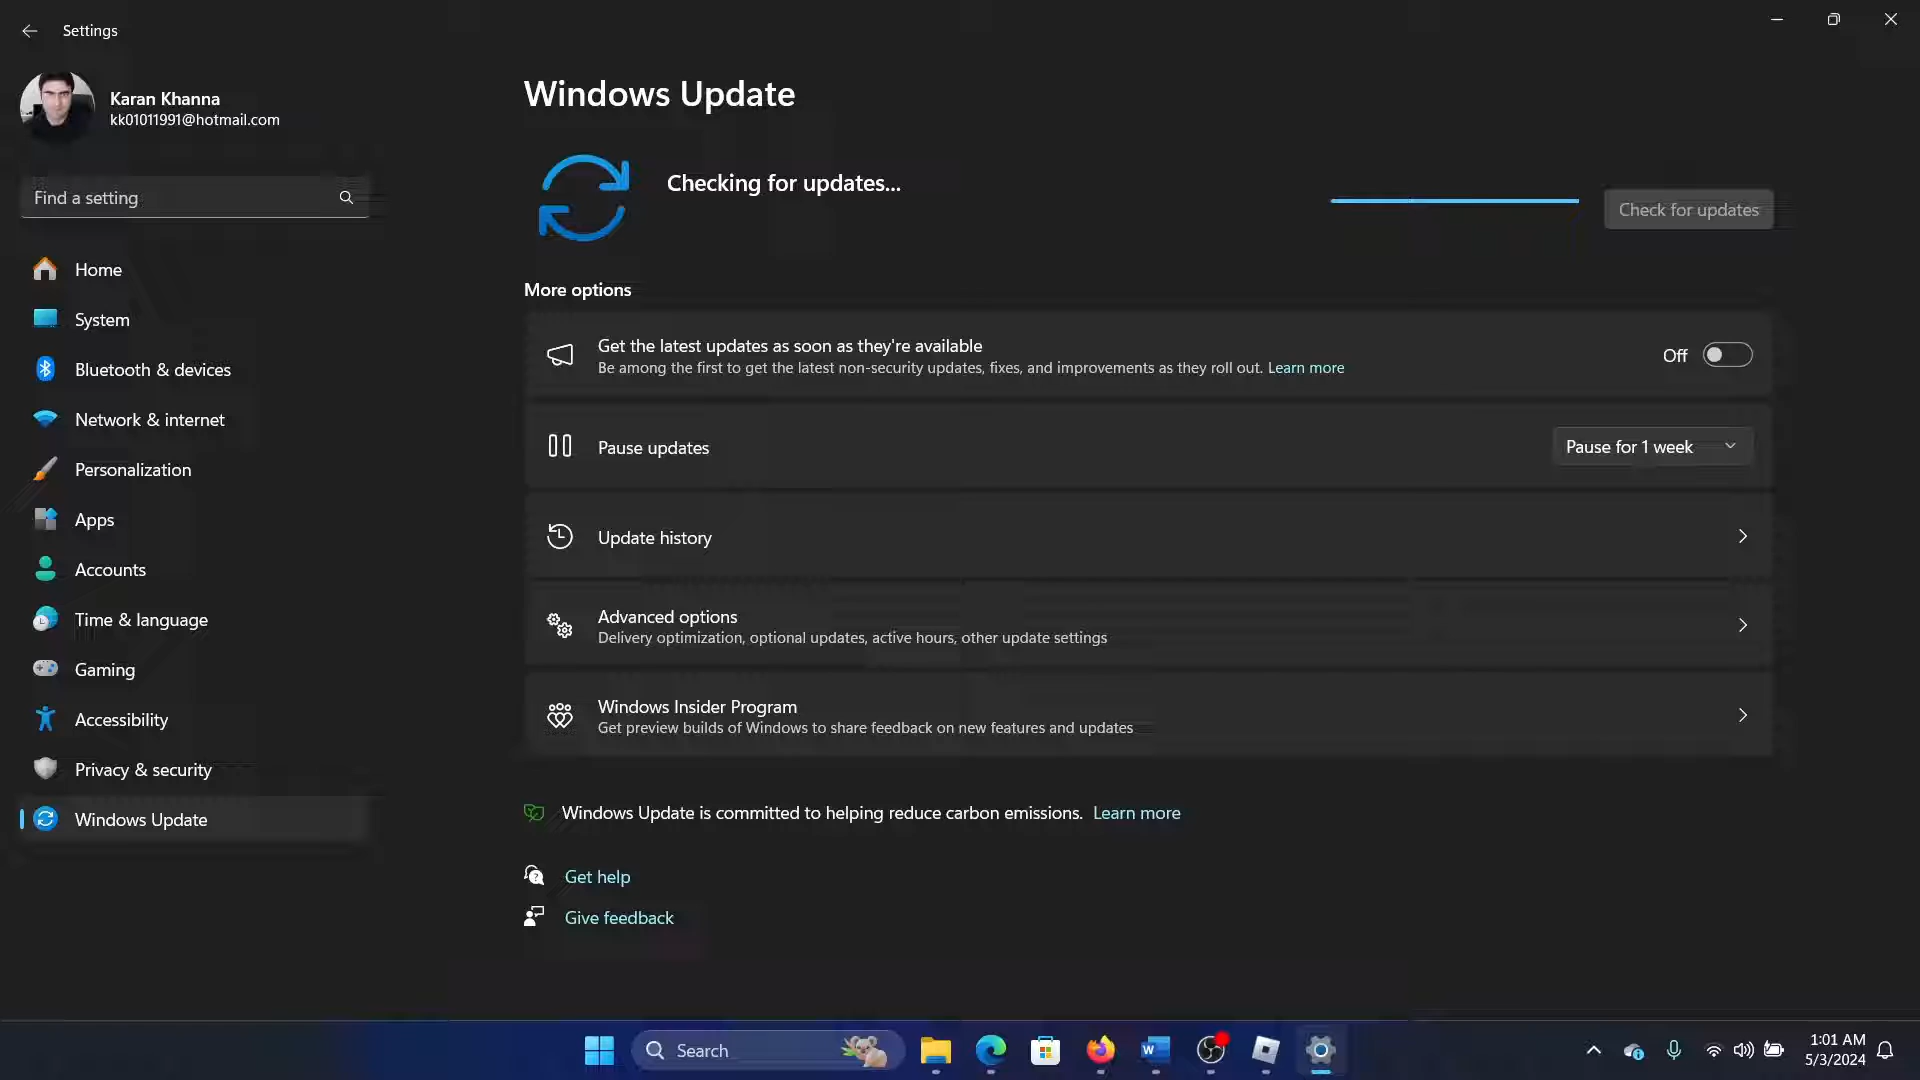 Settings
Karan Khanna
kk01011991@hotmail.com
Find a setting
Home
System
Bluetooth & devices
Network & internet
Personalization
Apps
Accounts
Time & language
Gaming
Accessibility
Privacy & security
Windows Update
Windows Update
Checking for updates...
Check for updates
More options
Get the latest updates as soon as they're available
Be among the first to get the latest non-security updates, fixes, and improvements as they roll out. Learn more
Off
Pause updates
Pause for 1 week
Update history
Advanced options
Delivery optimization, optional updates, active hours, other update settings
Windows Insider Program
Get preview builds of Windows to share feedback on new features and updates
Windows Update is committed to helping reduce carbon emissions. Learn more
Get help
Give feedback
Search
W
1:01 AM
5/3/2024